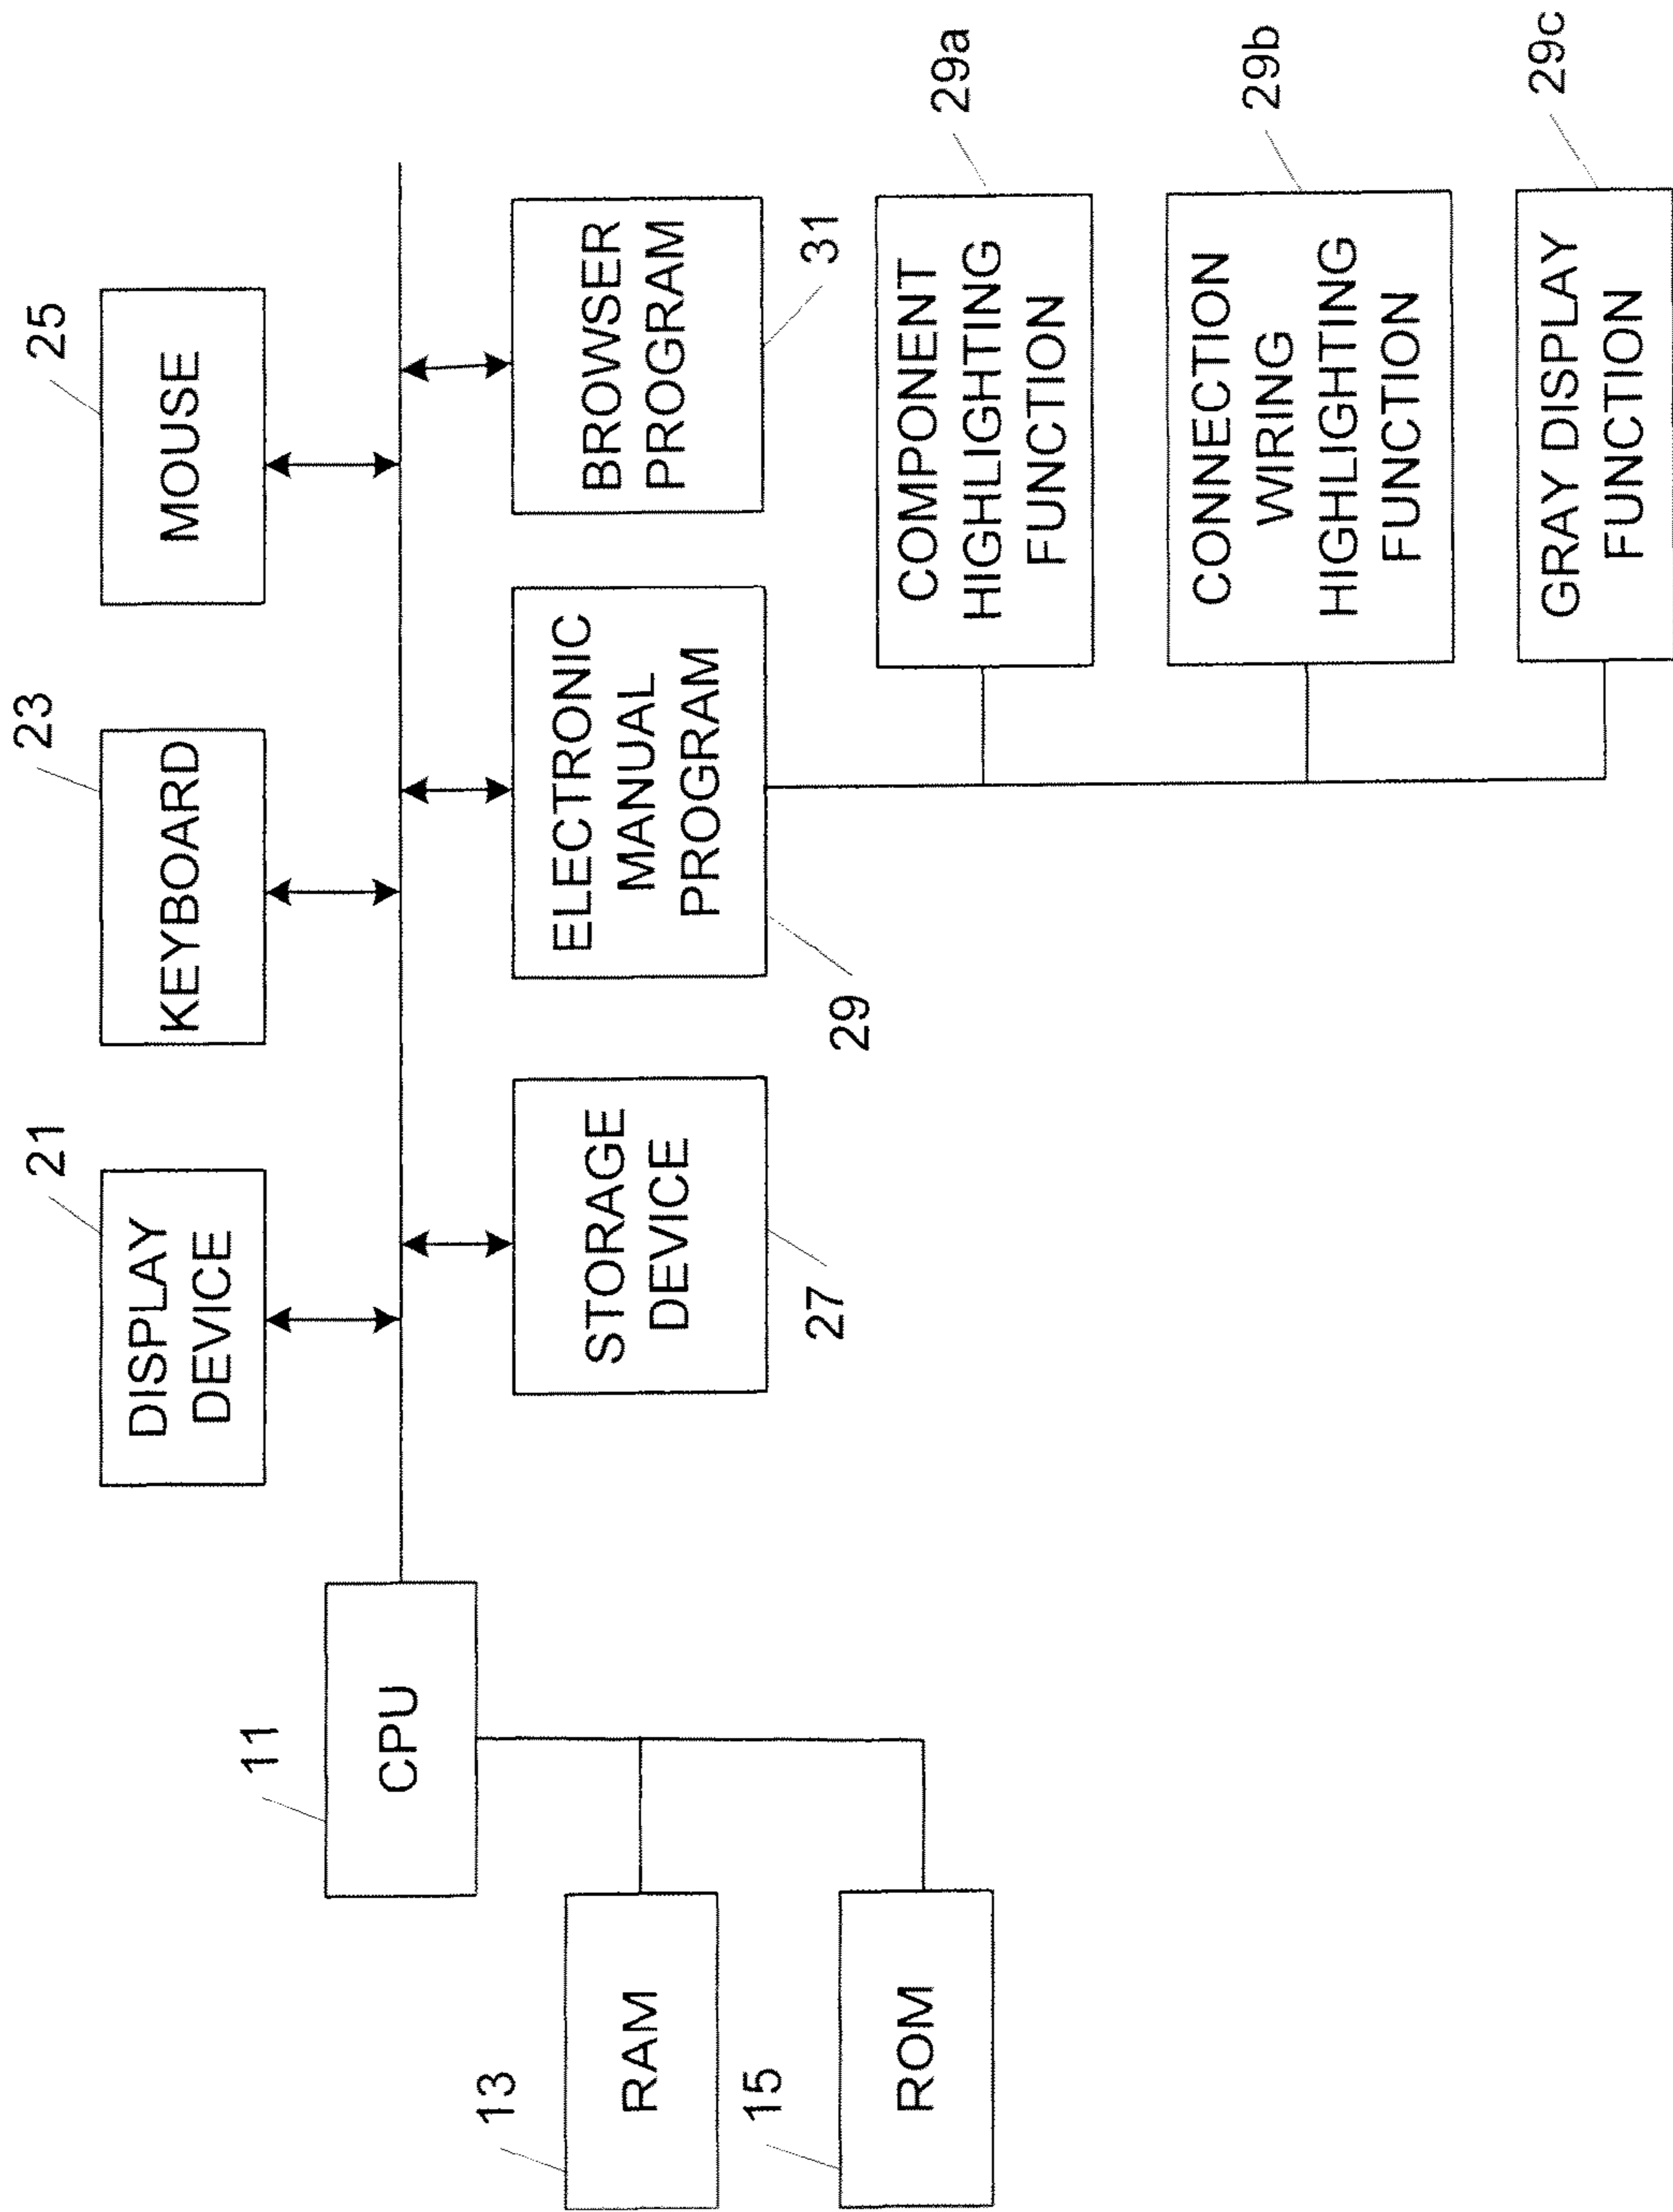 11
CPU
13
RAM
15
ROM
21
DISPLAY
DEVICE
23
KEYBOARD
25
MOUSE
STORAGE
DEVICE
27
ELECTRONIC
MANUAL
PROGRAM
29
BROWSER
PROGRAM
31
COMPONENT
HIGHLIGHTING
FUNCTION
29a
CONNECTION
WIRING
HIGHLIGHTING
FUNCTION
29b
GRAY DISPLAY
FUNCTION
29c